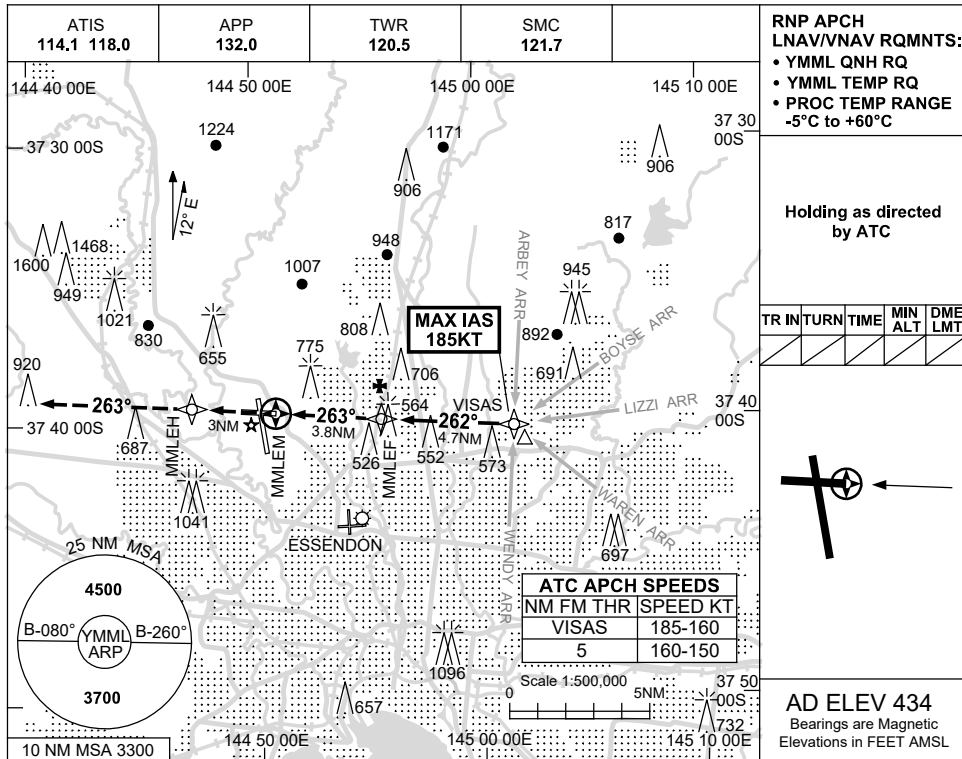 ATIS
114.1 118.0
APP
132.0
TWR
120.5
SMC
121.7
RNP APCH
LNAV/VNAV RQMNTS:
• YMML QNH RQ
• YMML TEMP RQ
• PROC TEMP RANGE
-5°C to +60°C
144 40 00E
144 50 00E
145 00 00E
145 10 00E
37 30 00S
37 30
00S
1224
1171
906
906
12° E
Holding as directed
by ATC
817
948
1468
1600
949
1007
945
1021
830
655
808
892
ARBEY ARR
BOYSE ARR
MAX IAS
185KT
TR IN
TURN
TIME
MIN
ALT
DME
LMT
775
706
691
920
263°
3NM
263°
3.8NM
564
262°
4.7NM
VISAS
LIZZI ARR
37 40
00S
37 40 00S
687
MMLEH
MMLEM
526
MMLEF
552
573
1041
WAREN ARR
WENDY ARR
697
ESSENDON
25 NM MSA
4500
B-080°
YMML
ARP
B-260°
3700
10 NM MSA 3300
ATC APCH SPEEDS
NM FM THR
SPEED KT
VISAS
185-160
5
160-150
1096
Scale 1:500,000
0
5NM
657
37 50
00S
732
144 50 00E
145 00 00E
145 10 00E
AD ELEV 434
Bearings are Magnetic
Elevations in FEET AMSL